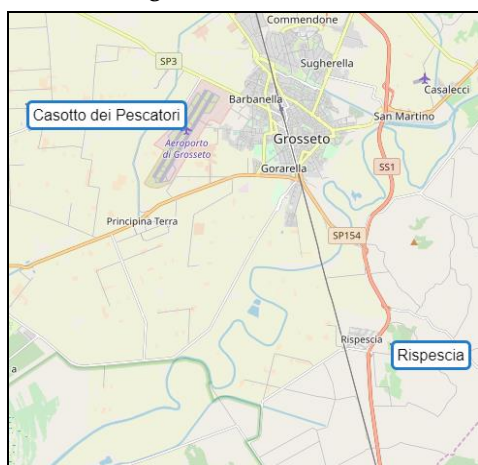 Commendone
SP3
Sugherella
Casalecci
Barbanella
Casotto dei Pescatori
San Martino
Grosseto
Aeroporto
di Grosseto
Gorarella
SS1
Principina Terra
SP154
Rispescia
Rispescia
a